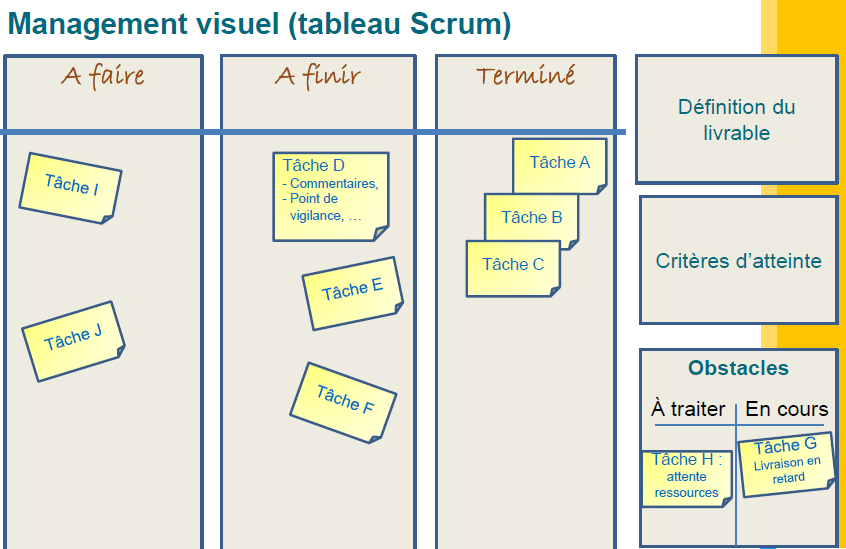 Management visuel (tableau Scrum)
A faire
Tâche I
Tâche J
A finir
Tâche D
- Commentaires,
- Point de
vigilance, …
Tâche E
Tâche F
Terminé
Tâche A
Tâche B
Tâche C
Définition du
livrable
Critères d’atteinte
Obstacles
À traiter
En cours
Tâche H :
attente
ressources
Tâche G
Livraison en
retard